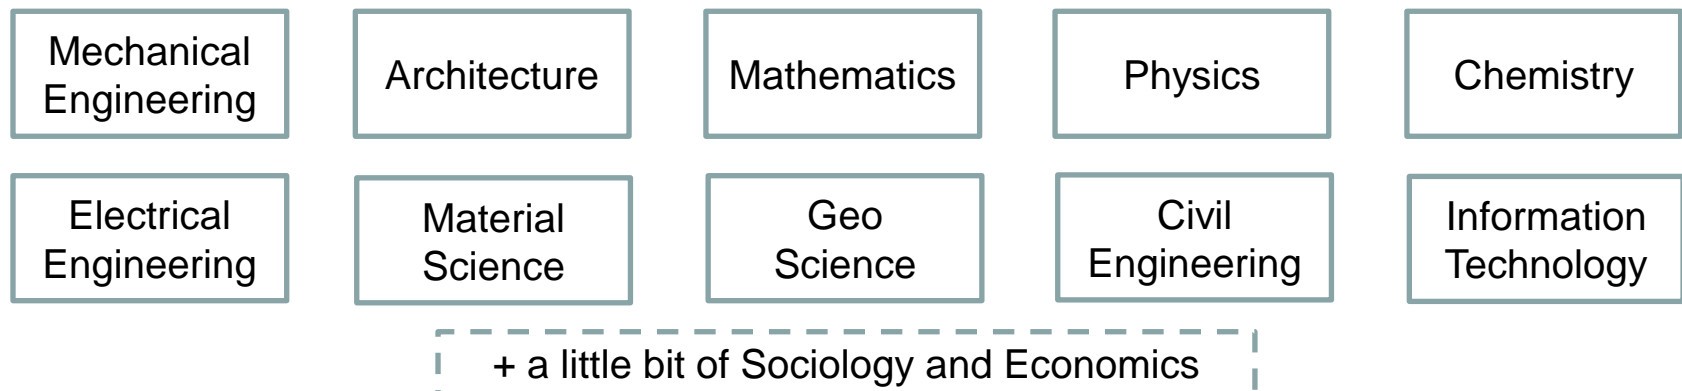 Mechanical
Engineering
Architecture
Mathematics
Physics
Chemistry
Electrical
Engineering
Material
Science
Geo
Science
Civil
Engineering
Information
Technology
+ a little bit of Sociology and Economics